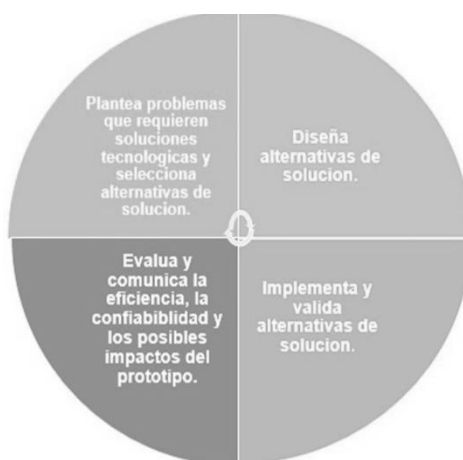 Plantea problemas
que requieren
soluciones
tecnologicas y
selecciona
alternativas de
solucion.
Diseña
alternativas de
solucion.
Evalua y
comunica la
eficiencia, la
confiabiblidad y
los posibles
impactos del
prototipo.
Implementa y
valida
alternativas de
solucion.